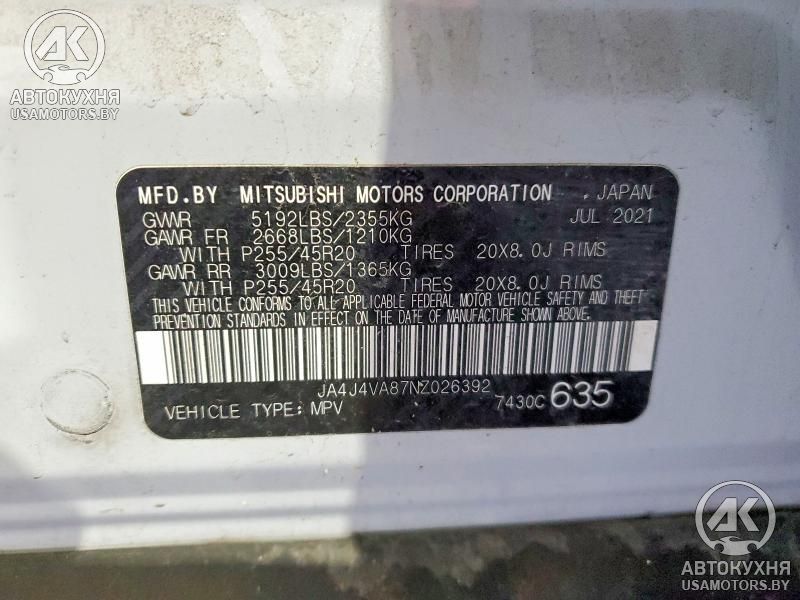 AK
АВТОКУХНЯ
USAMOTORS.BY
MFD.BY MITSUBISHI MOTORS CORPORATION . JAPAN
GVWR 5192LBS/2355KG JUL 2021
GAWR FR 2668LBS/1210KG
WITH P255/45R20 TIRES 20X8.0J RIMS
GAWR RR 3009LBS/1365KG
WITH P255/45R20 TIRES 20X8.0J RIMS
THIS VEHICLE CONFORMS TO ALL APPLICABLE FEDERAL MOTOR VEHICLE SAFETY AND THEFT
PREVENTION STANDARDS IN EFFECT ON THE DATE OF MANUFACTURE SHOWN ABOVE.
JA4J4VA87NZ026392
VEHICLE TYPE: MPV 7430C 635
AK
АВТОКУХНЯ
USAMOTORS.BY